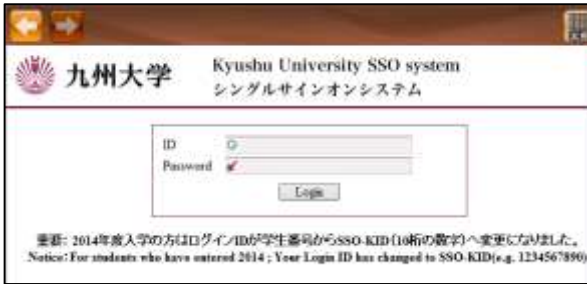 九州大学
Kyushu University SSO system
シングルサインオンシステム
ID
Password
Login
重要: 2014年度入学の方はログインIDが学生番号からSSO-KID(10桁の数字)へ変更になりました。
Notice:For students who have entered 2014 ; Your Login ID has changed to SSO-KID(e.g. 1234567890)